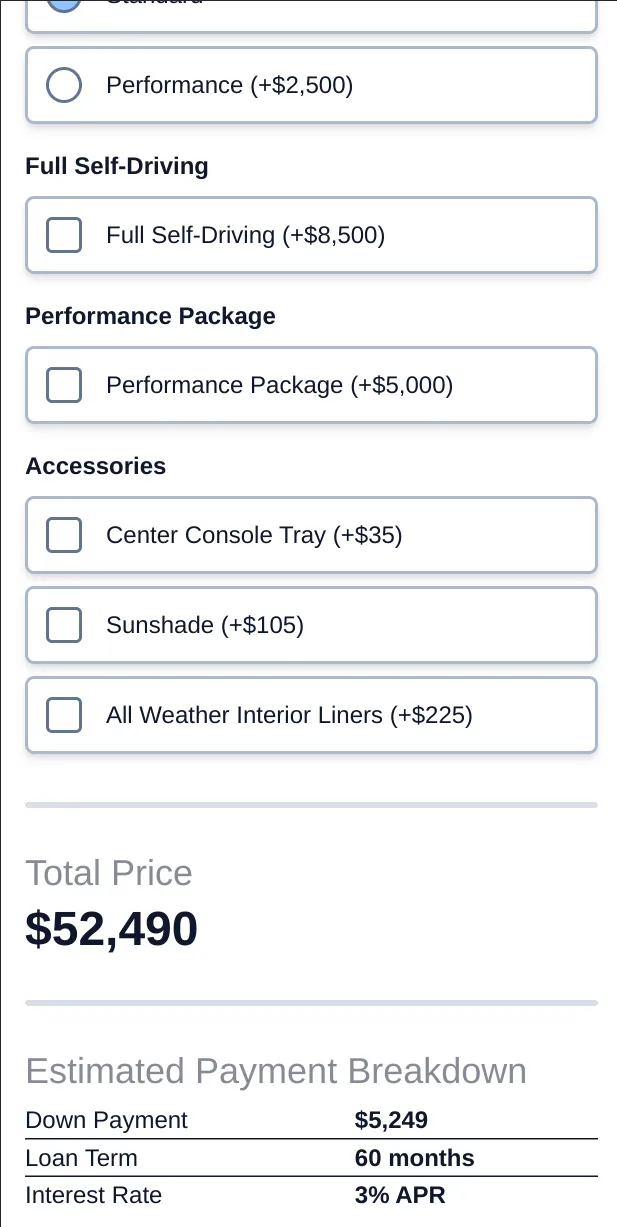 Standard
Performance (+$2,500)
Full Self-Driving
Full Self-Driving (+$8,500)
Performance Package
Performance Package (+$5,000)
Accessories
Center Console Tray (+$35)
Sunshade (+$105)
All Weather Interior Liners (+$225)
Total Price
$52,490
Estimated Payment Breakdown
Down Payment $5,249
Loan Term 60 months
Interest Rate 3% APR